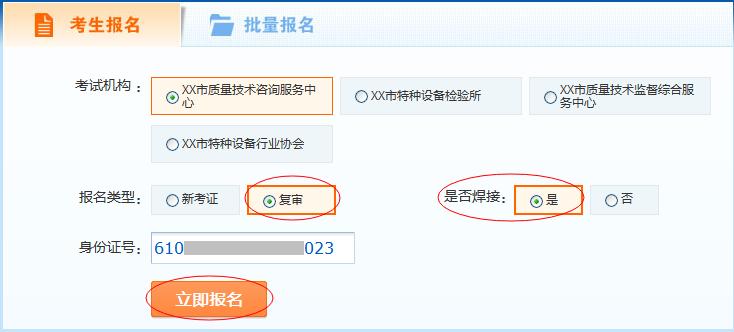 考生报名 批量报名
考试机构： XX市质量技术咨询服务中心 XX市特种设备检验所 XX市质量技术监督综合服务中心
XX市特种设备行业协会
报名类型： 新考证 复审 是否焊接： 是 否
身份证号： 610 023
立即报名